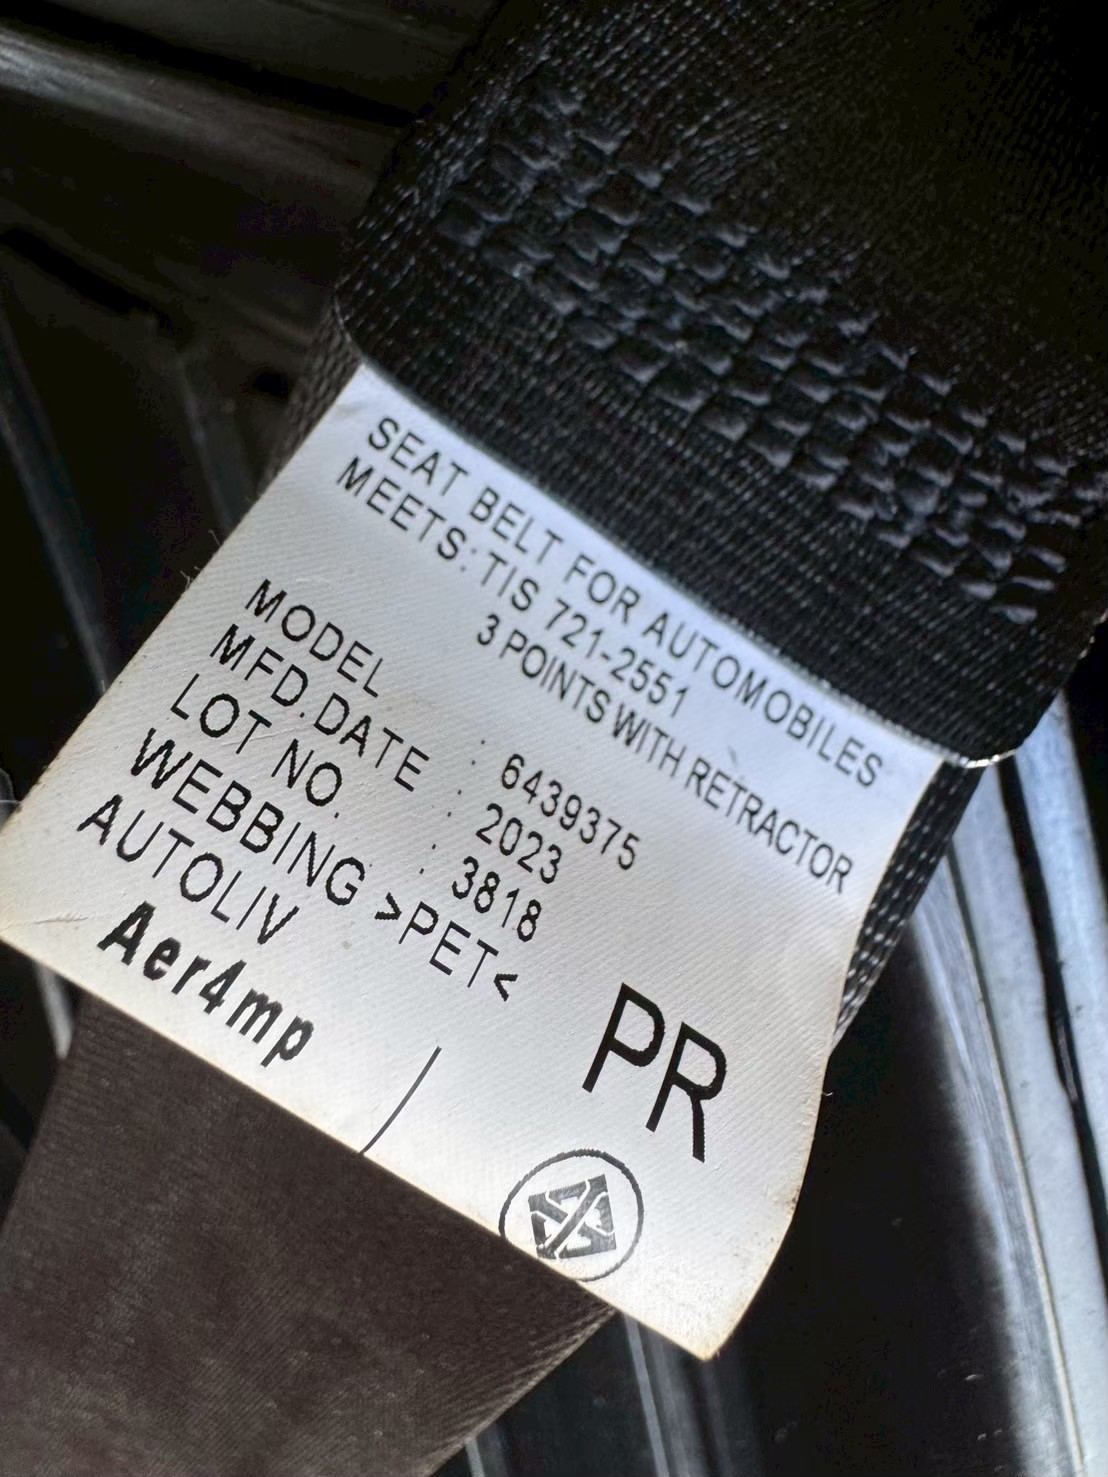 SEAT BELT FOR AUTOMOBILES
MEETS: TIS 721-2551
3 POINTS WITH RETRACTOR
MODEL : 6439375
MFD.DATE : 2023
LOT NO. : 3818
WEBBING >PET<
AUTOLIV
Aer4mp
PR